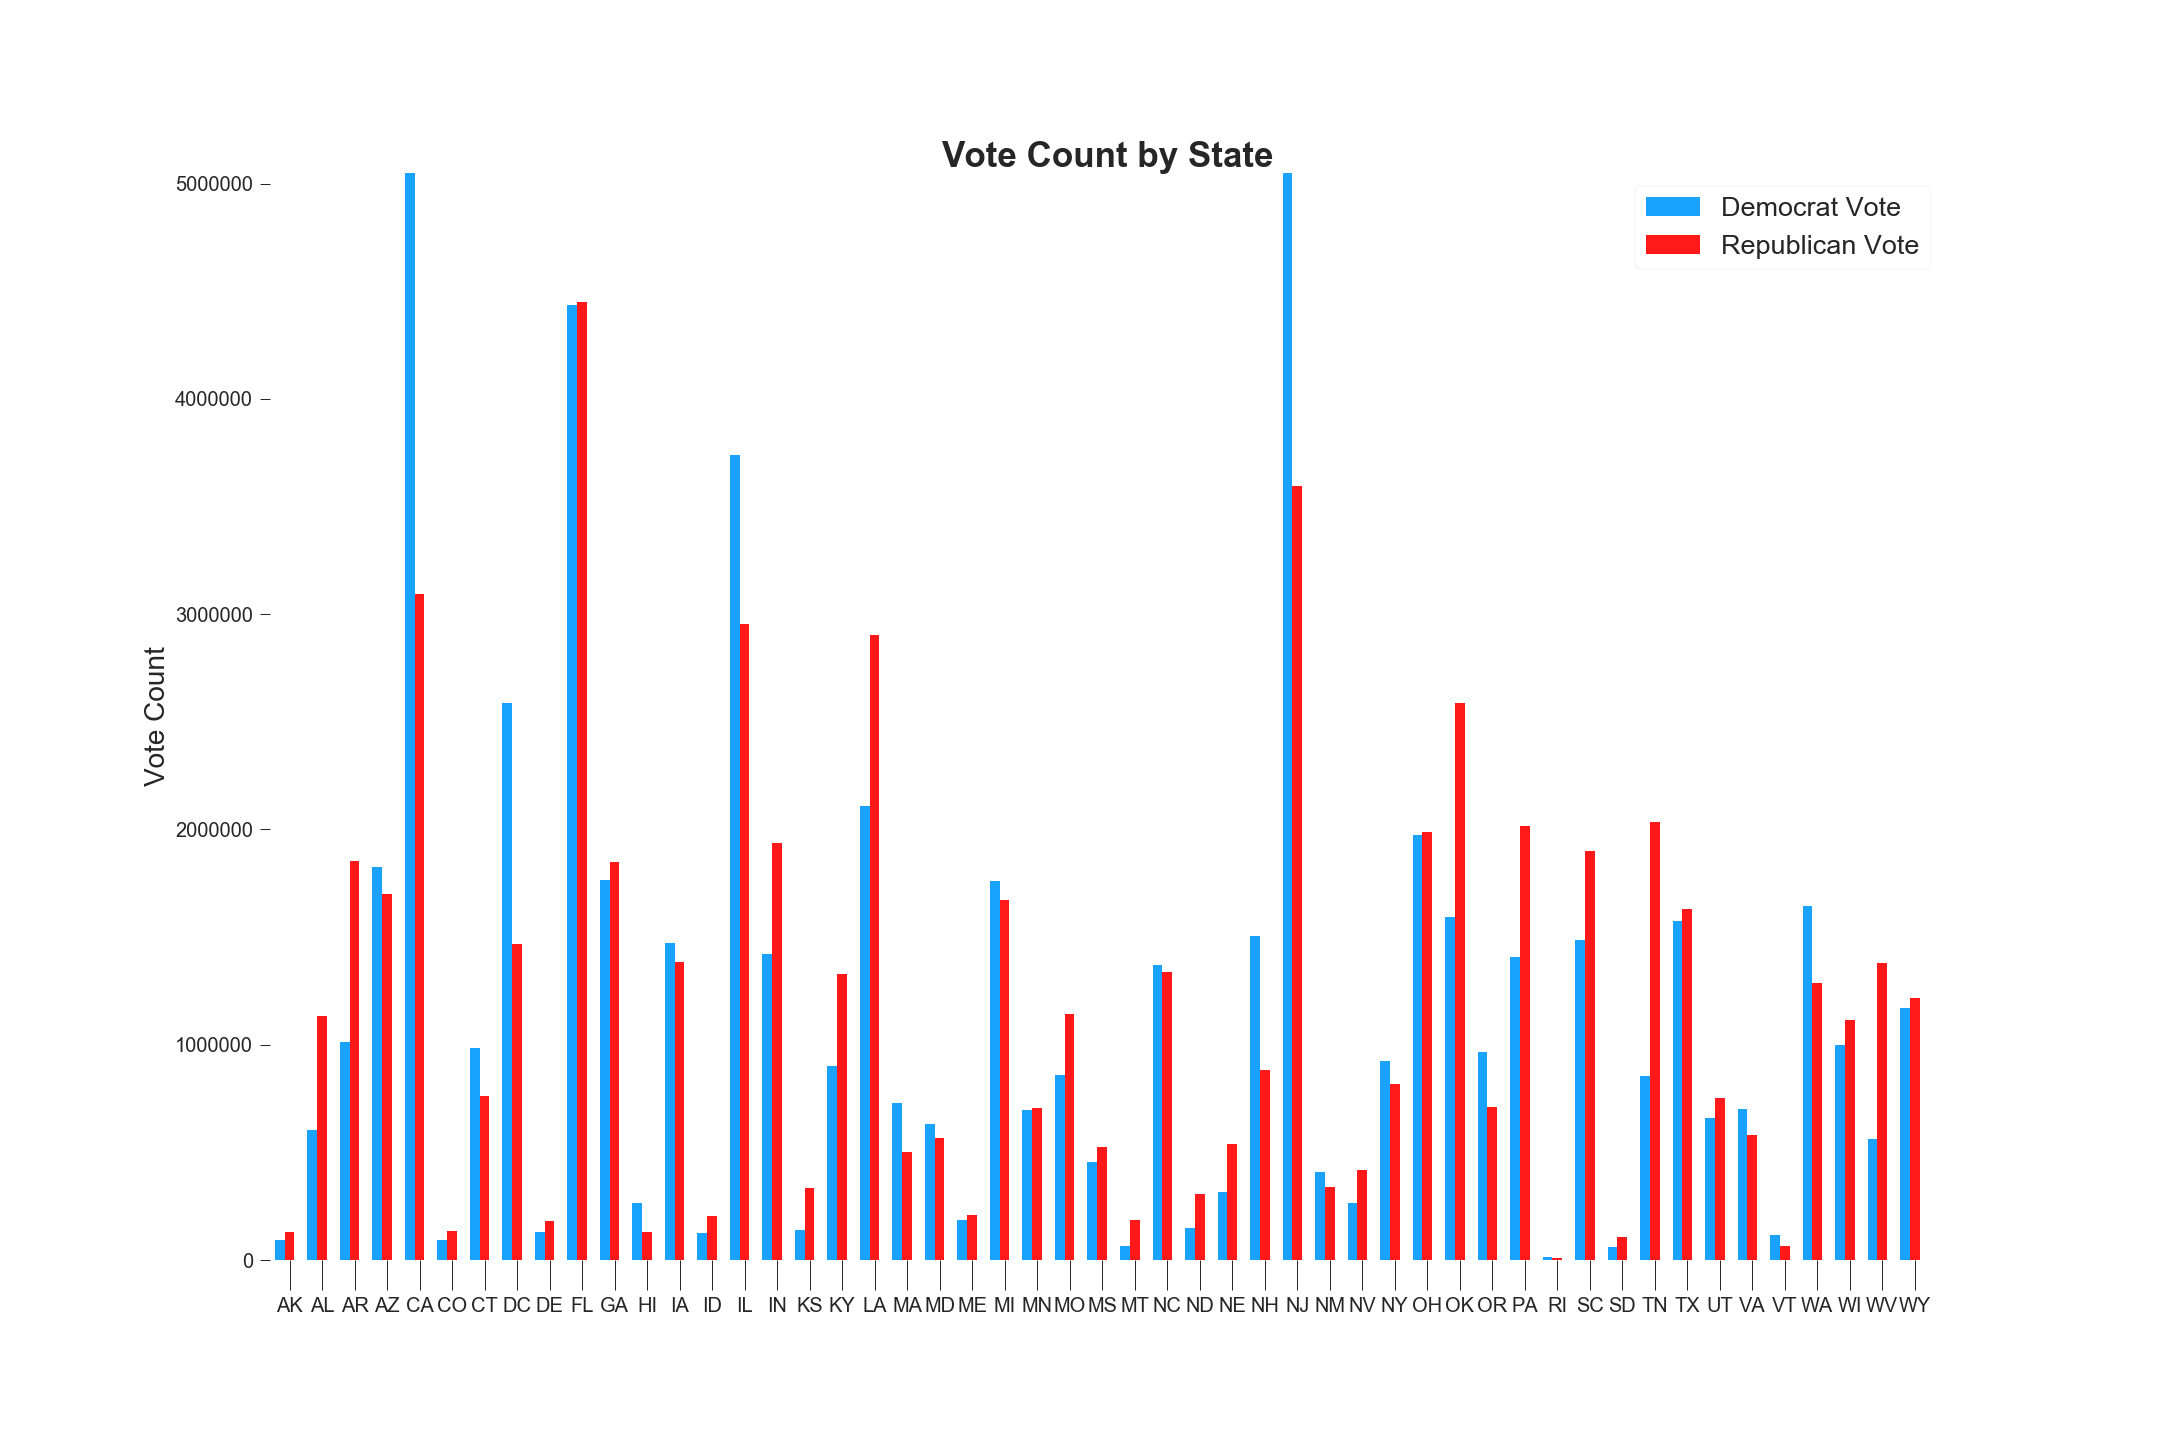 Vote Count by State
Democrat Vote
Republican Vote
5000000
4000000
3000000
2000000
1000000
0
Vote Count
AK AL AR AZ CA CO CT DC DE FL GA HI IA ID IL IN KS KY LA MA MD ME MI MN MO MS MT NC ND NE NH NJ NM NV NY OH OK OR PA RI SC SD TN TX UT VA VT WA WI WV WY